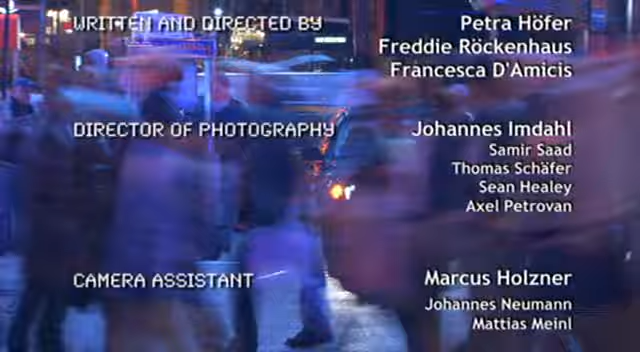 WRITTEN AND DIRECTED BY
Petra Höfer
Freddie Röckenhaus
Francesca D'Amicis
DIRECTOR OF PHOTOGRAPHY
Johannes Imdahl
Samir Saad
Thomas Schäfer
Sean Healey
Axel Petrovan
CAMERA ASSISTANT
Marcus Holzner
Johannes Neumann
Mattias Meinl